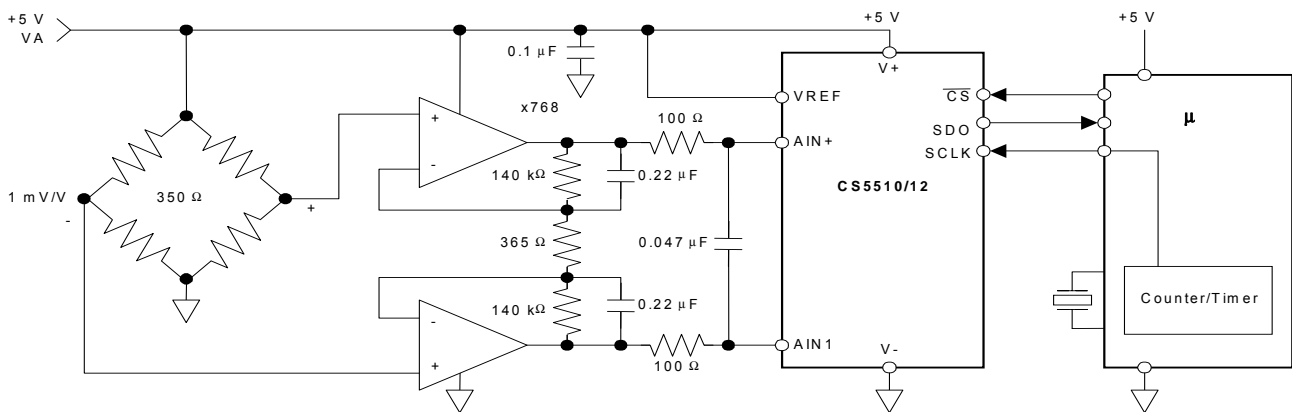 +5 V
VA
0.1 µF
+5 V
V+
+5 V
x768
VREF
CS
µ
100 Ω
+
-
AIN+
SDO
SCLK
140 kΩ
0.22 µF
1 mV/V
-
350 Ω
+
CS5510/12
365 Ω
0.047 µF
0.22 µF
140 kΩ
Counter/Timer
-
+
100 Ω
AIN1
V-